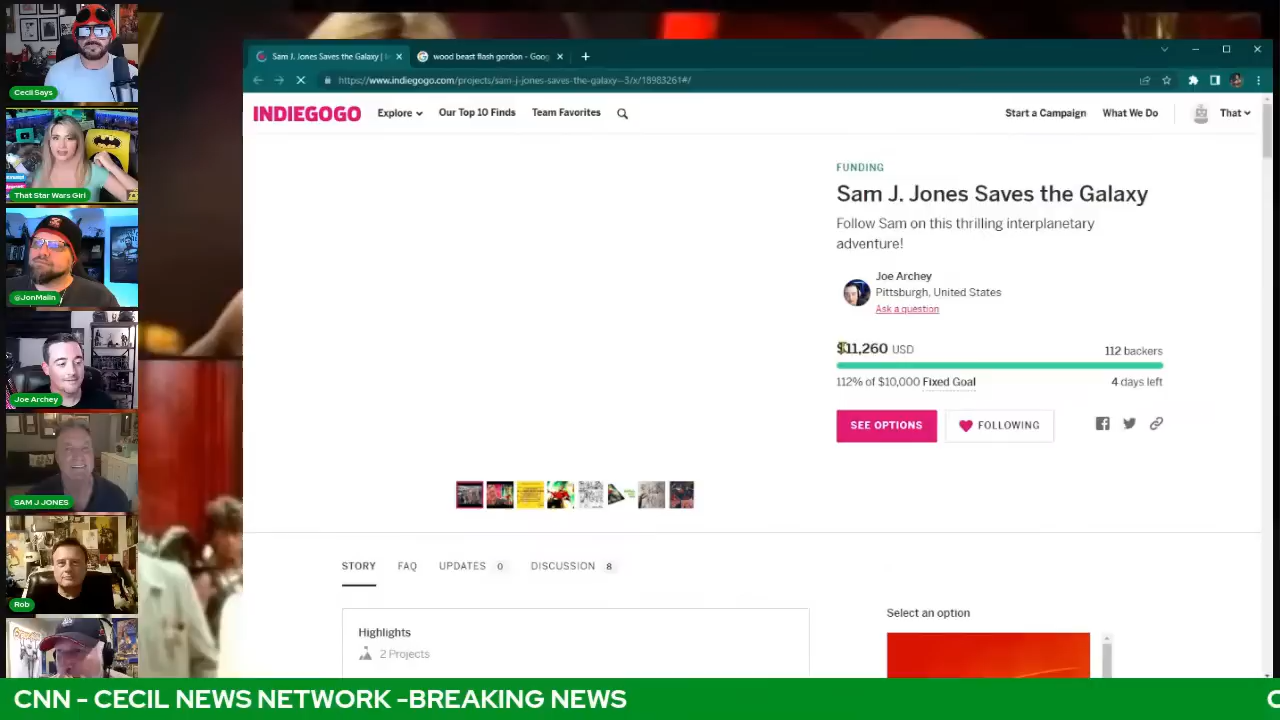 Cecil Says
That Star Wars Girl
@JonMalin
Joe Archey
SAM J JONES
Rob
Sam J. Jones Saves the Galaxy | I
wood beast flash gordon - Goog
https://www.indiegogo.com/projects/sam-j-jones-saves-the-galaxy--3/x/18983251#/
INDIEGOGO
Explore
Our Top 10 Finds
Team Favorites
Start a Campaign
What We Do
That
FUNDING
Sam J. Jones Saves the Galaxy
Follow Sam on this thrilling interplanetary
adventure!
Joe Archey
Pittsburgh, United States
Ask a question
$11,260 USD
112 backers
112% of $10,000 Fixed Goal
4 days left
SEE OPTIONS
FOLLOWING
STORY
FAQ
UPDATES 0
DISCUSSION 8
Select an option
Highlights
2 Projects
CNN - CECIL NEWS NETWORK -BREAKING NEWS
C